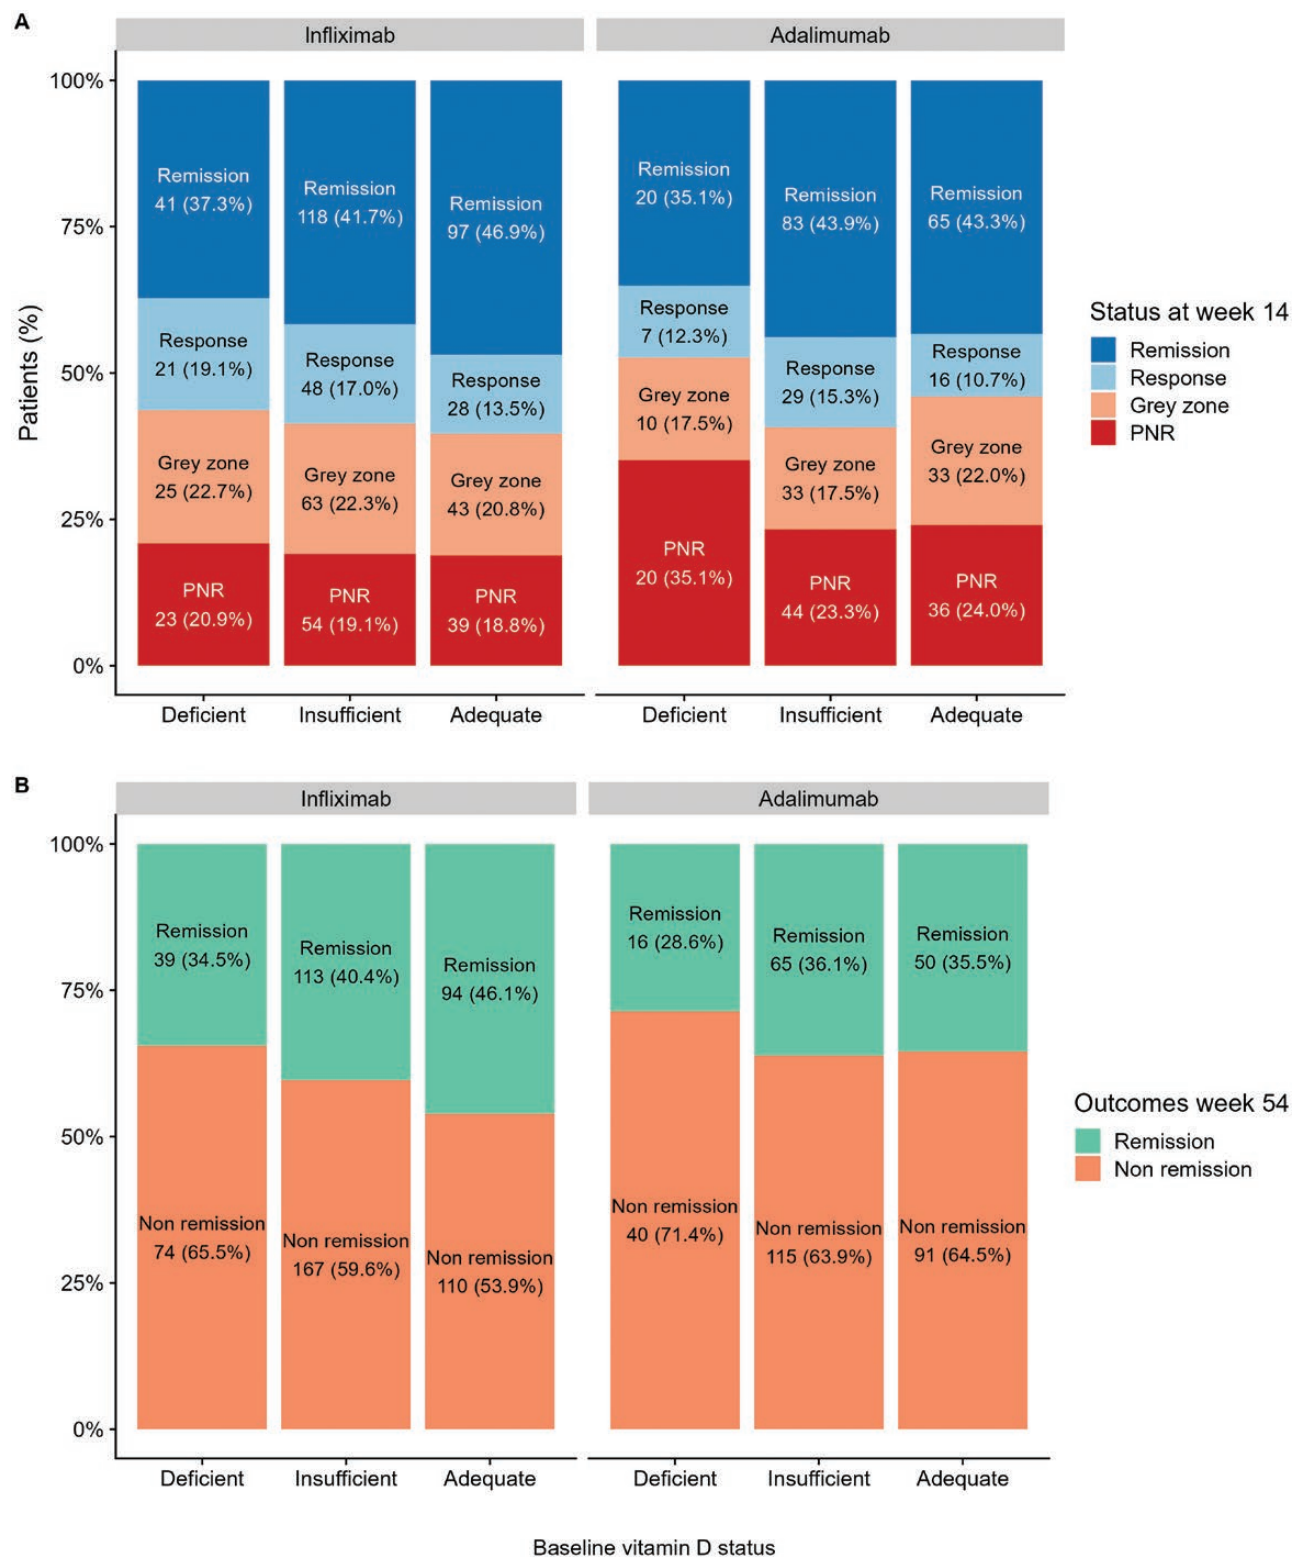 A
Infliximab
Adalimumab
100%
75%
50%
25%
0%
Patients (%)
Remission
41 (37.3%)
Response
21 (19.1%)
Grey zone
25 (22.7%)
PNR
23 (20.9%)
Remission
118 (41.7%)
Response
48 (17.0%)
Grey zone
63 (22.3%)
PNR
54 (19.1%)
Remission
97 (46.9%)
Response
28 (13.5%)
Grey zone
43 (20.8%)
PNR
39 (18.8%)
Remission
20 (35.1%)
Response
7 (12.3%)
Grey zone
10 (17.5%)
PNR
20 (35.1%)
Remission
83 (43.9%)
Response
29 (15.3%)
Grey zone
33 (17.5%)
PNR
44 (23.3%)
Remission
65 (43.3%)
Response
16 (10.7%)
Grey zone
33 (22.0%)
PNR
36 (24.0%)
Deficient
Insufficient
Adequate
Deficient
Insufficient
Adequate
Status at week 14
Remission
Response
Grey zone
PNR
B
Infliximab
Adalimumab
100%
75%
50%
25%
0%
Remission
39 (34.5%)
Non remission
74 (65.5%)
Remission
113 (40.4%)
Non remission
167 (59.6%)
Remission
94 (46.1%)
Non remission
110 (53.9%)
Remission
16 (28.6%)
Non remission
40 (71.4%)
Remission
65 (36.1%)
Non remission
115 (63.9%)
Remission
50 (35.5%)
Non remission
91 (64.5%)
Deficient
Insufficient
Adequate
Deficient
Insufficient
Adequate
Outcomes week 54
Remission
Non remission
Baseline vitamin D status